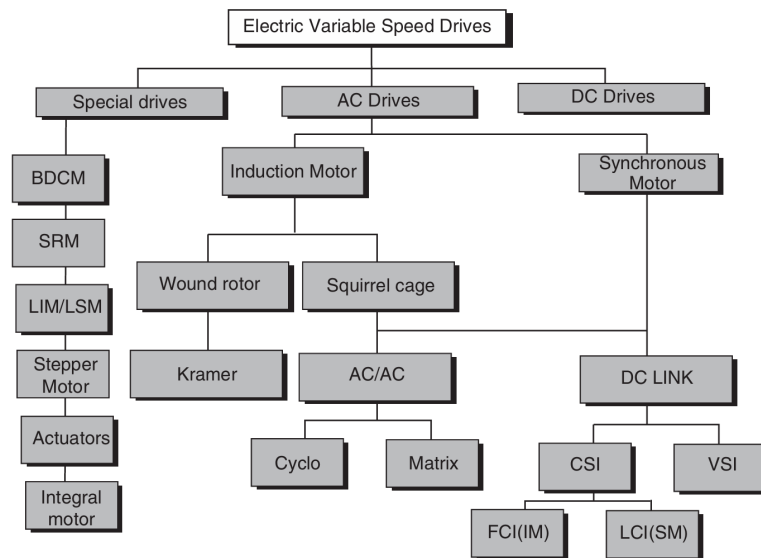 Electric Variable Speed Drives
Special drives
AC Drives
DC Drives
BDCM
Induction Motor
Synchronous
Motor
SRM
Wound rotor
Squirrel cage
LIM/LSM
Stepper
Motor
Kramer
AC/AC
DC LINK
Actuators
Cyclo
Matrix
CSI
VSI
Integral
motor
FCI(IM)
LCI(SM)